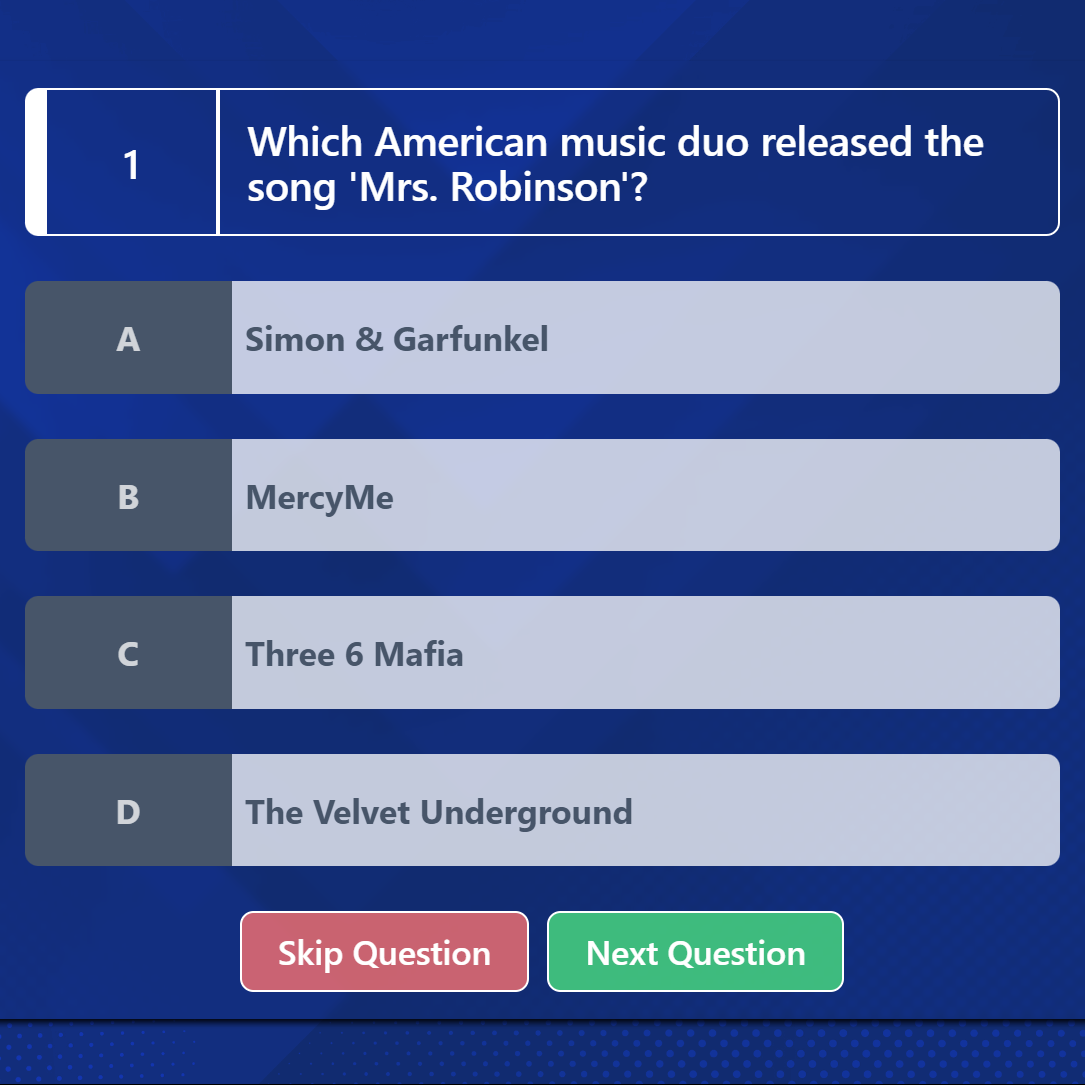 1
Which American music duo released the
song 'Mrs. Robinson'?
A
Simon & Garfunkel
B
MercyMe
C
Three 6 Mafia
D
The Velvet Underground
Skip Question
Next Question